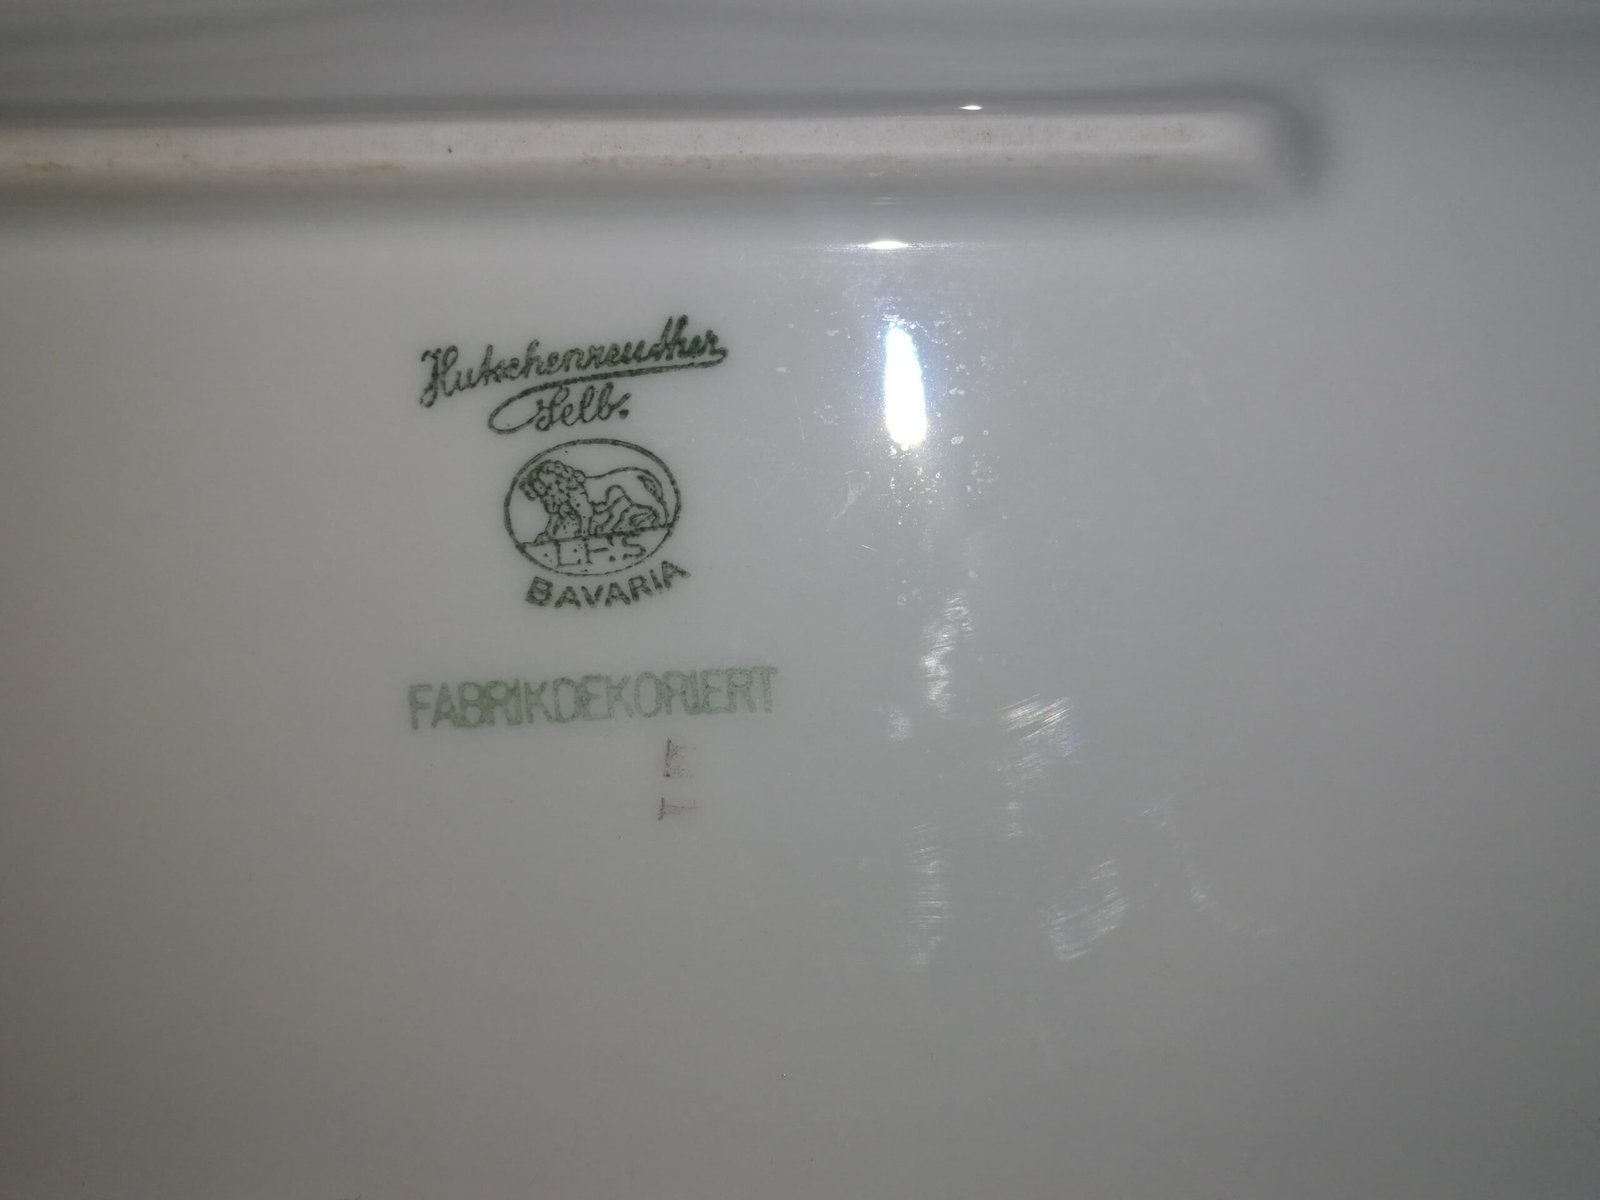 Hutschenreuther
Selb.
L.H.S
BAVARIA
FABRIKDEKORIERT